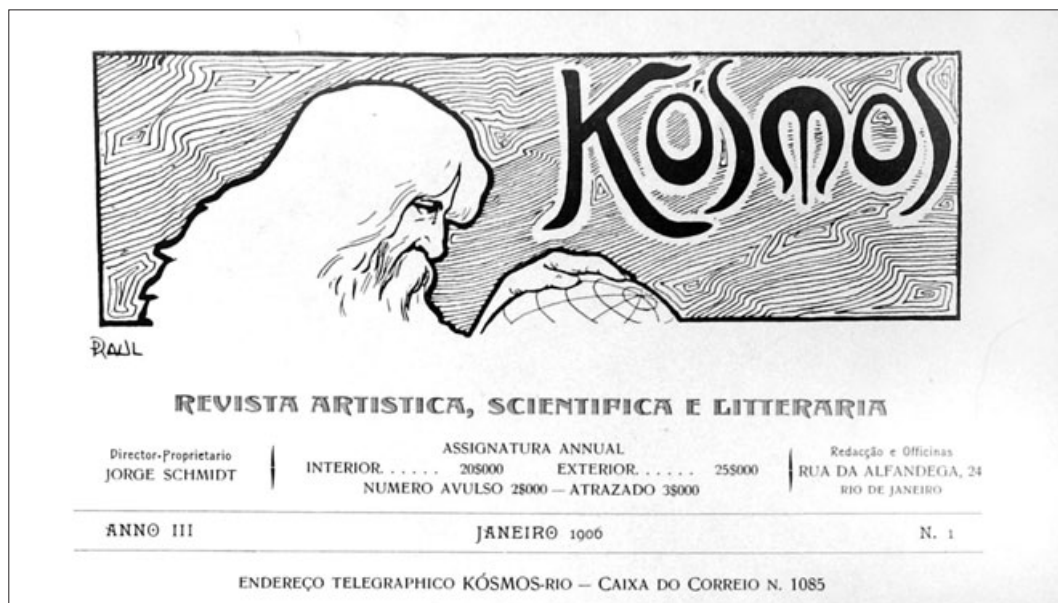 Kósmos
RAUL
REVISTA ARTISTICA, SCIENTIFICA E LITTERARIA
Director-Proprietario
JORGE SCHMIDT
ASSIGNATURA ANNUAL
INTERIOR. . . . . . 20$000 EXTERIOR. . . . . . 25$000
NUMERO AVULSO 2$000 — ATRAZADO 3$000
Redacção e Officinas
RUA DA ALFANDEGA, 24
RIO DE JANEIRO
ANNO III JANEIRO 1906 N. 1
ENDEREÇO TELEGRAPHICO KÓSMOS-RIO — CAIXA DO CORREIO N. 1085